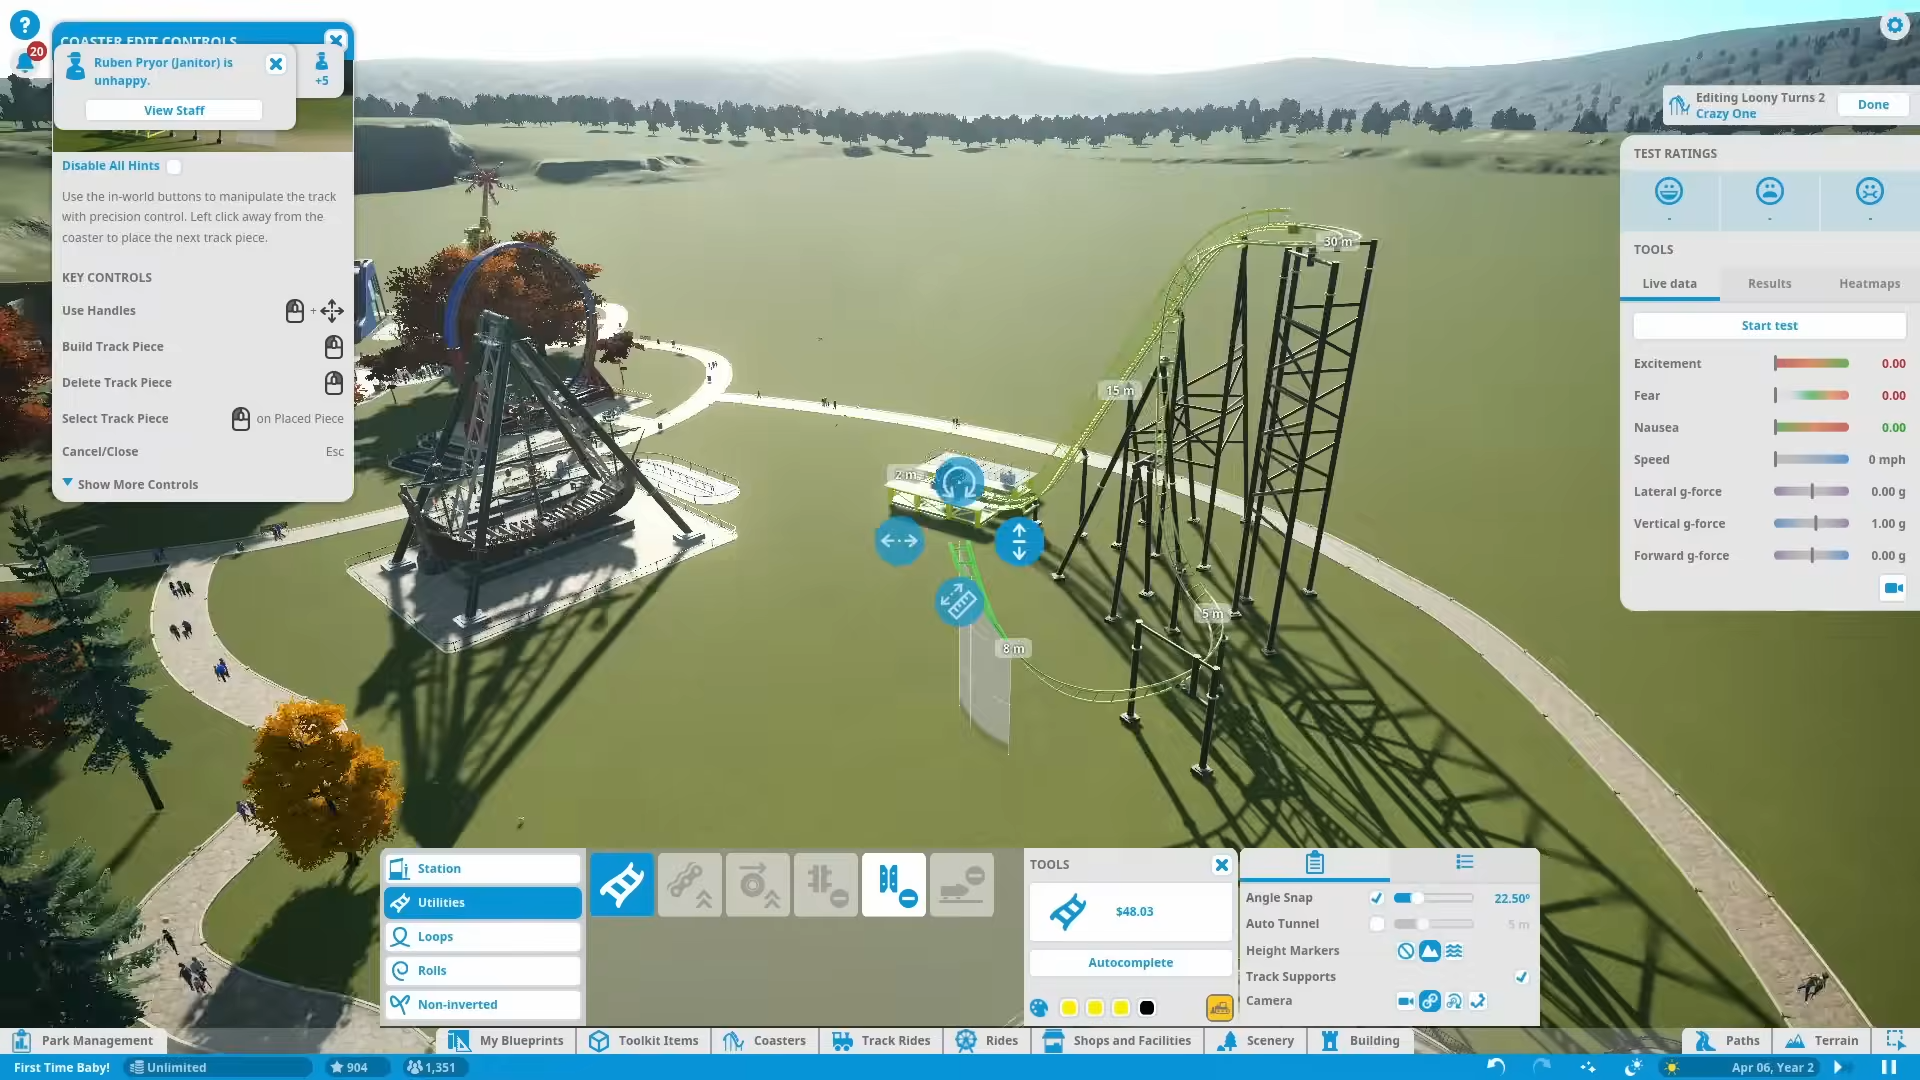 ?
20
COASTER EDIT CONTROLS
Ruben Pryor (Janitor) is
unhappy.
View Staff
+5
Disable All Hints
Use the in-world buttons to manipulate the track
with precision control. Left click away from the
coaster to place the next track piece.
KEY CONTROLS
Use Handles
+
Build Track Piece
Delete Track Piece
Select Track Piece
on Placed Piece
Cancel/Close
Esc
Show More Controls
Editing Loony Turns 2
Crazy One
Done
TEST RATINGS
-
-
-
TOOLS
Live data
Results
Heatmaps
Start test
Excitement
0.00
Fear
0.00
Nausea
0.00
Speed
0 mph
Lateral g-force
0.00 g
Vertical g-force
1.00 g
Forward g-force
0.00 g
30 m
15 m
2 m
5 m
8 m
Station
Utilities
Loops
Rolls
Non-inverted
TOOLS
$48.03
Autocomplete
Angle Snap
22.50°
Auto Tunnel
5 m
Height Markers
Track Supports
Camera
Park Management
My Blueprints
Toolkit Items
Coasters
Track Rides
Rides
Shops and Facilities
Scenery
Building
Paths
Terrain
First Time Baby!
Unlimited
904
1,351
Apr 06, Year 2